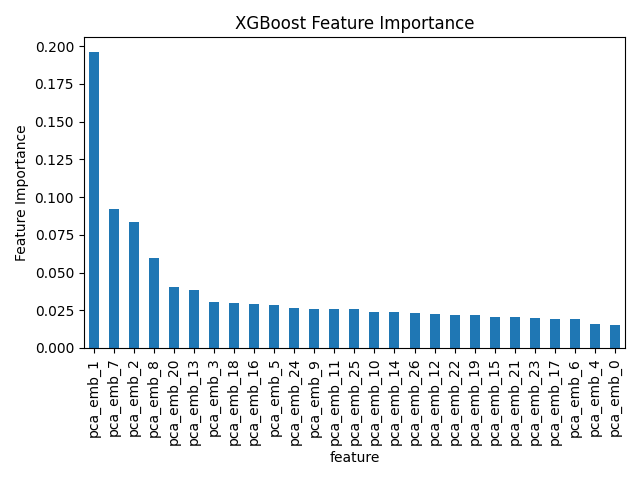 XGBoost Feature Importance
Feature Importance
0.200
0.175
0.150
0.125
0.100
0.075
0.050
0.025
0.000
pca_emb_1
pca_emb_7
pca_emb_2
pca_emb_8
pca_emb_20
pca_emb_13
pca_emb_3
pca_emb_18
pca_emb_16
pca_emb_5
pca_emb_24
pca_emb_9
pca_emb_11
pca_emb_25
pca_emb_10
pca_emb_14
pca_emb_26
pca_emb_12
pca_emb_22
pca_emb_19
pca_emb_15
pca_emb_21
pca_emb_23
pca_emb_17
pca_emb_6
pca_emb_4
pca_emb_0
feature